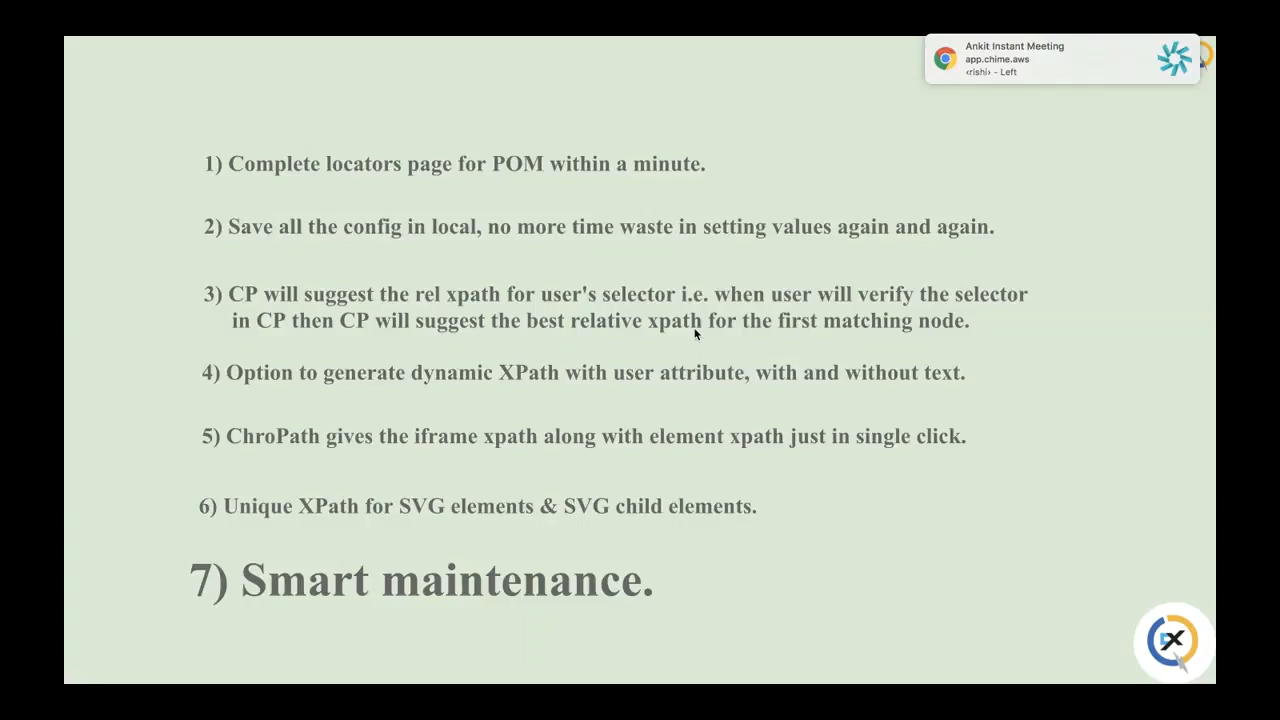 Ankit Instant Meeting
app.chime.aws
‹rishi› - Left
1) Complete locators page for POM within a minute.
2) Save all the config in local, no more time waste in setting values again and again.
3) CP will suggest the rel xpath for user's selector i.e. when user will verify the selector
in CP then CP will suggest the best relative xpath for the first matching node.
4) Option to generate dynamic XPath with user attribute, with and without text.
5) ChroPath gives the iframe xpath along with element xpath just in single click.
6) Unique XPath for SVG elements & SVG child elements.
7) Smart maintenance.